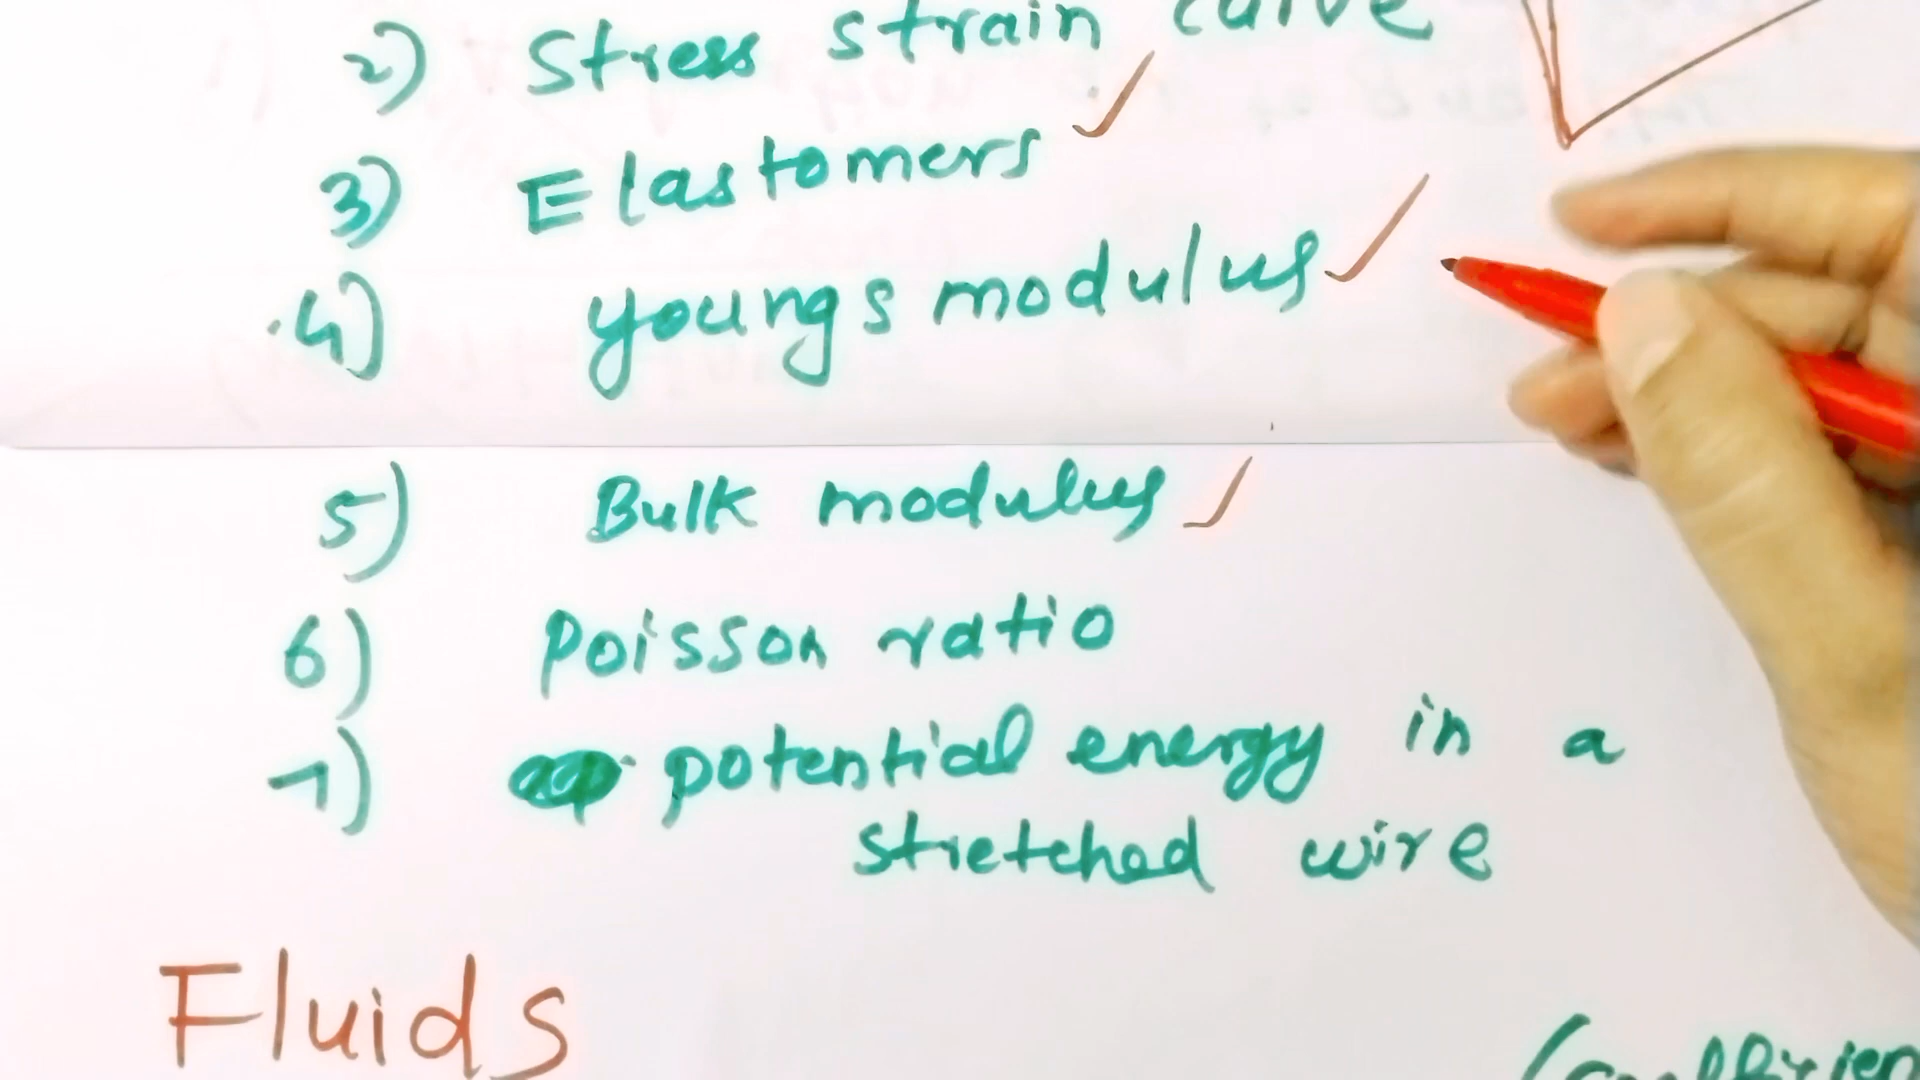 2) Stress strain curve
3) Elastomers
4) youngs modulus
5) Bulk modulus
6) Poisson ratio
7) potential energy in a
stretched wire
Fluids